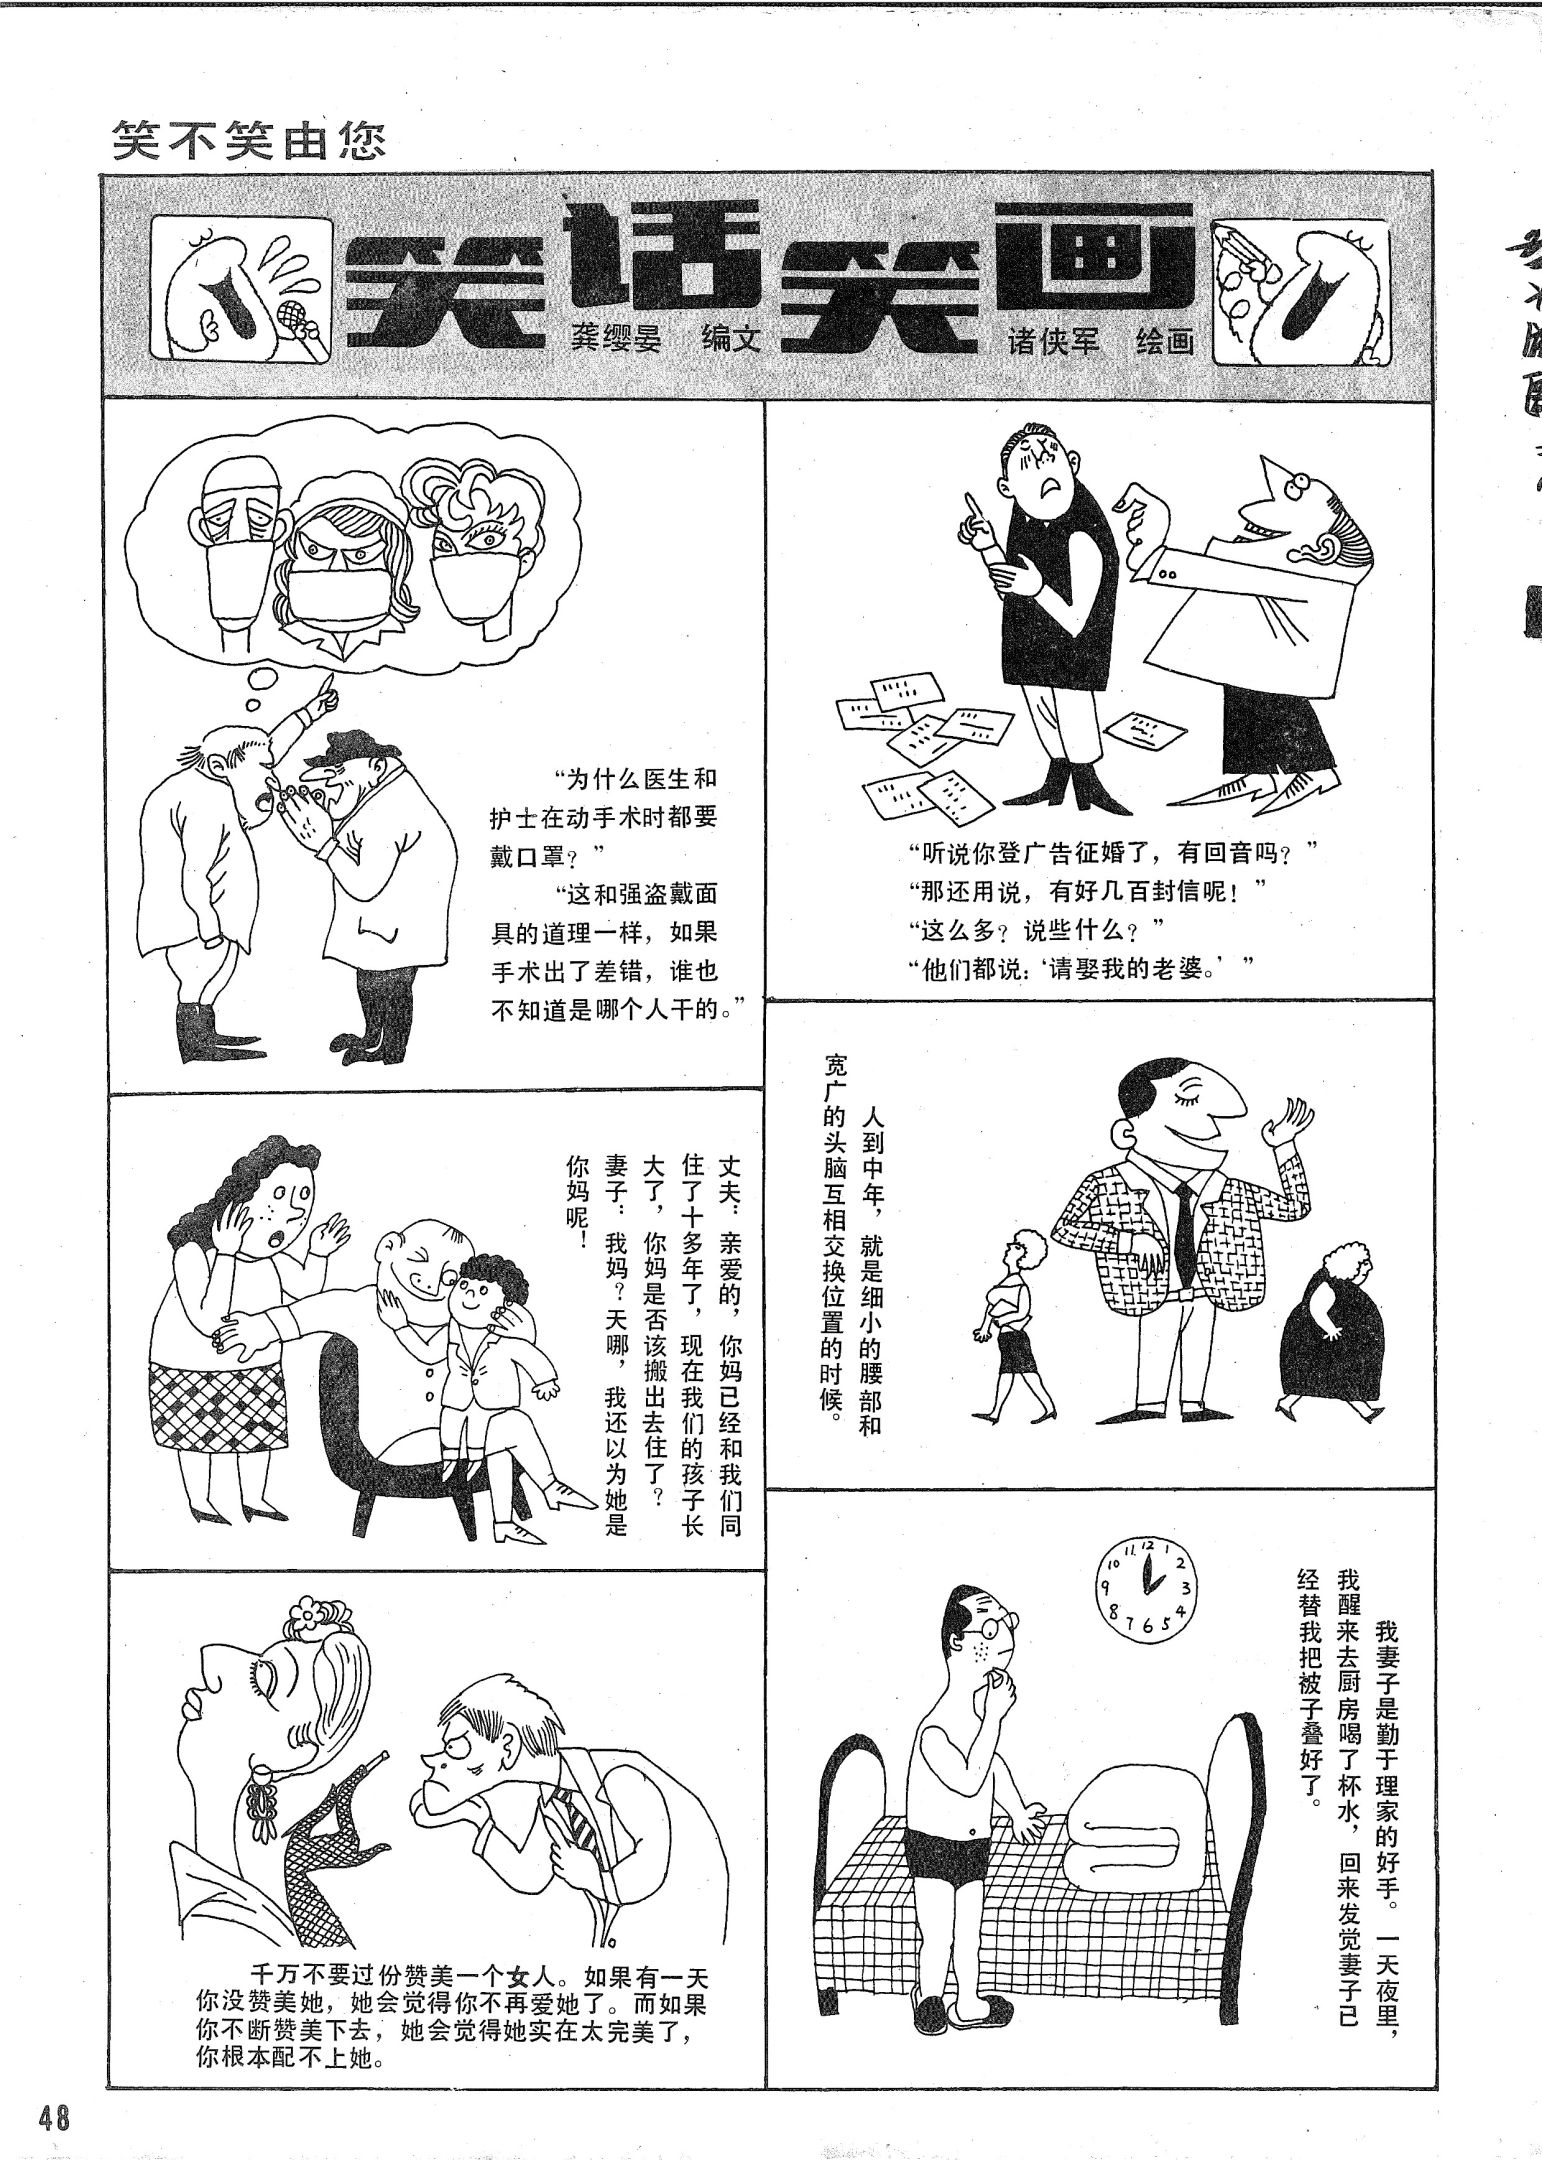 笑不笑由您
笑话笑画
龚缨晏 编文
诸侠军 绘画
“为什么医生和
护士在动手术时都要
戴口罩？”
“这和强盗戴面
具的道理一样，如果
手术出了差错，谁也
不知道是哪个人干的。”
“听说你登广告征婚了，有回音吗？”
“那还用说，有好几百封信呢！”
“这么多？说些什么？”
“他们都说：‘请娶我的老婆。’”
丈夫：亲爱的，你妈已经和我们同
住了十多年了，现在我们的孩子长
大了，你妈是否该搬出去住了？
妻子：我妈？天哪，我还以为她是
你妈呢！
人到中年，就是细小的腰部和
宽广的头脑互相交换位置的时候。
千万不要过份赞美一个女人。如果有一天
你没赞美她，她会觉得你不再爱她了。而如果
你不断赞美下去，她会觉得她实在太完美了，
你根本配不上她。
12
1
2
3
4
5
6
7
8
9
10
11
我妻子是勤于理家的好手。一天夜里，
我醒来去厨房喝了杯水，回来发觉妻子已
经替我把被子叠好了。
48